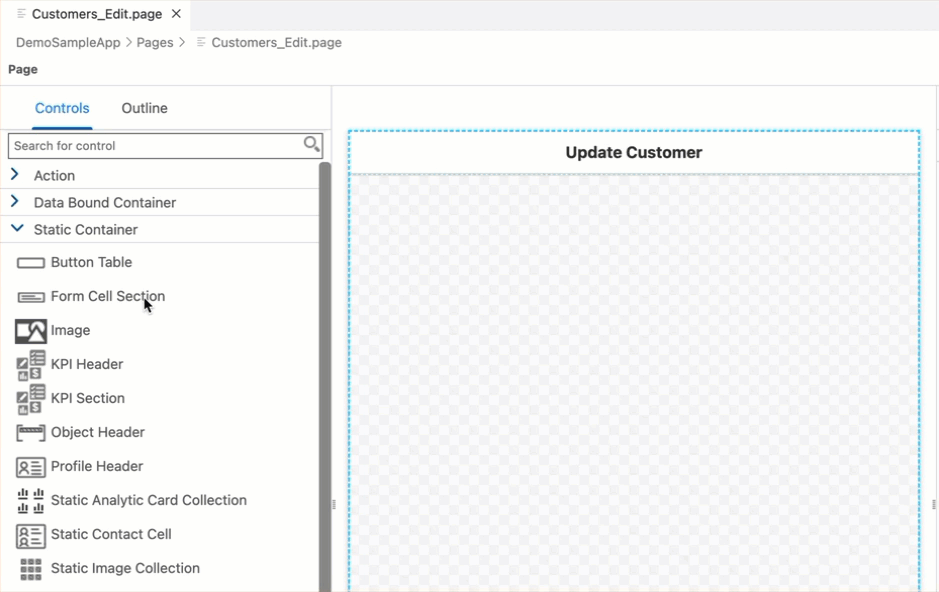 Customers_Edit.page
DemoSampleApp > Pages > Customers_Edit.page
Page
Controls Outline
Search for control
Update Customer
Action
Data Bound Container
Static Container
Button Table
Form Cell Section
Image
KPI Header
KPI Section
Object Header
Profile Header
Static Analytic Card Collection
Static Contact Cell
Static Image Collection